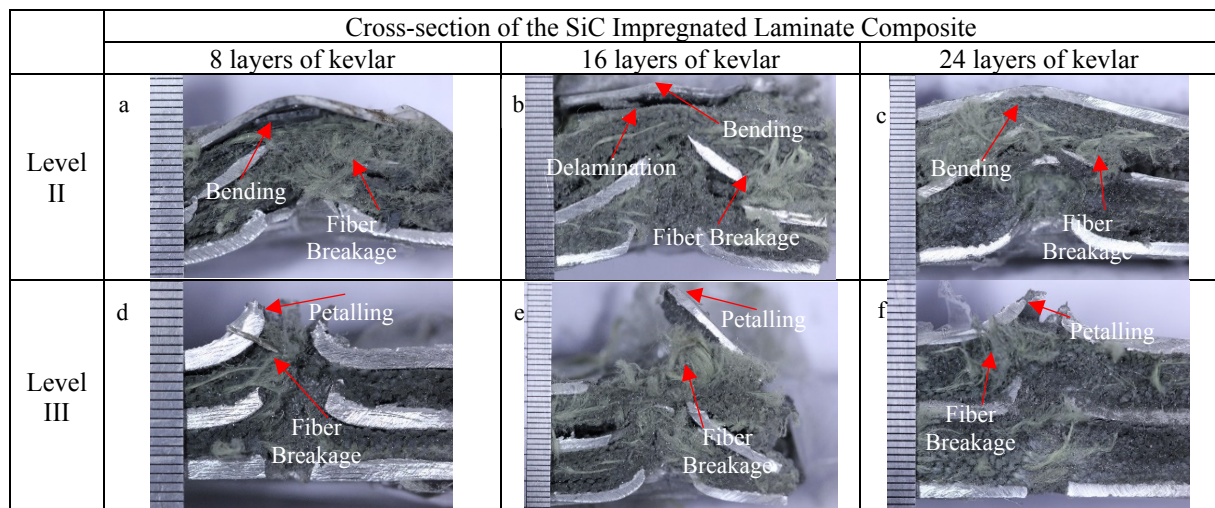 Cross-section of the SiC Impregnated Laminate Composite
8 layers of kevlar
16 layers of kevlar
24 layers of kevlar
Level
II
a
Bending
Fiber
Breakage
b
Bending
Delamination
Fiber Breakage
c
Bending
Fiber
Breakage
Level
III
d
Petalling
Fiber
Breakage
e
Petalling
Fiber
Breakage
f
Petalling
Fiber
Breakage